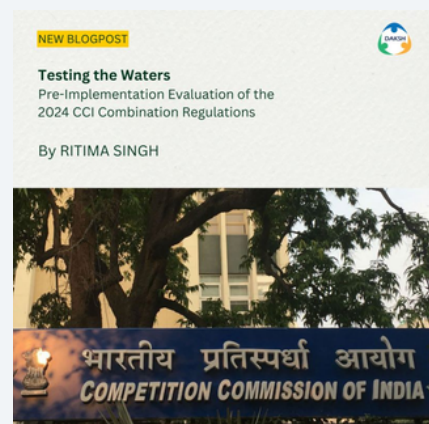 NEW BLOGPOST
DAKSH
Testing the Waters
Pre-Implementation Evaluation of the
2024 CCI Combination Regulations
By RITIMA SINGH
भारतीय प्रतिस्पर्धा आयोग
COMPETITION COMMISSION OF INDIA